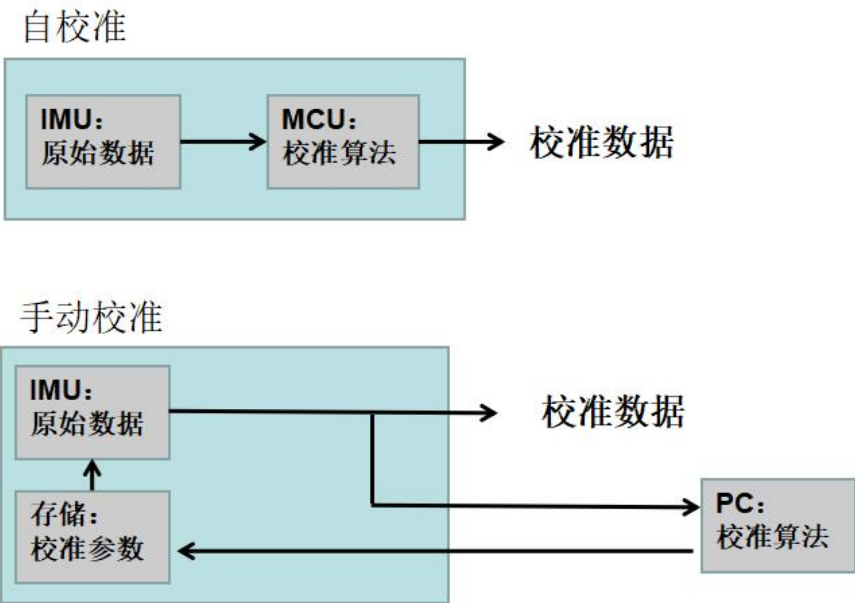 自校准
IMU：
原始数据
MCU：
校准算法
校准数据
手动校准
IMU：
原始数据
校准数据
存储：
校准参数
PC：
校准算法